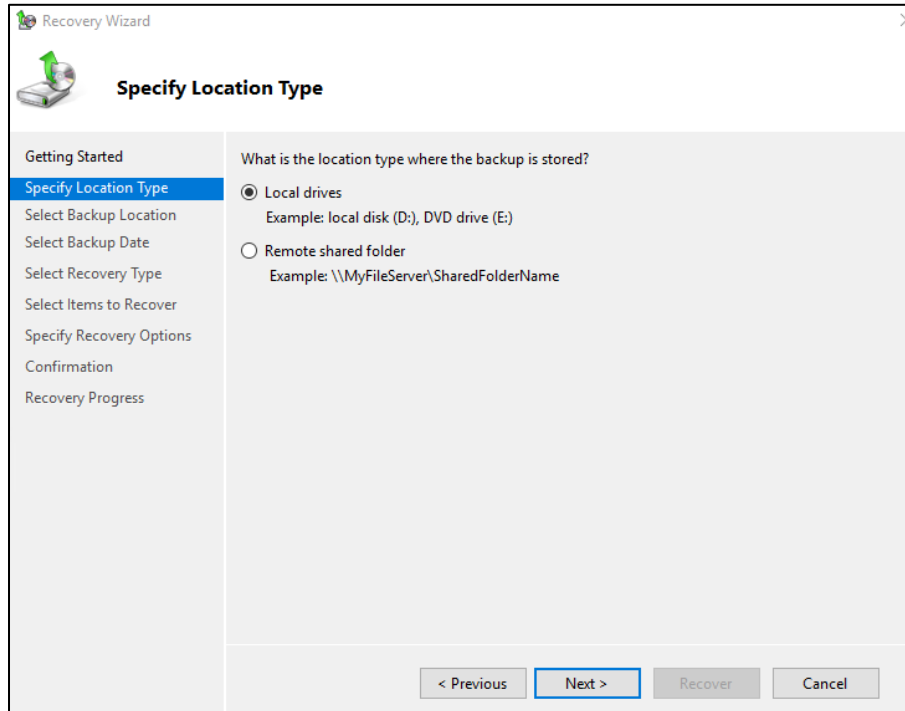 Recovery Wizard
Specify Location Type
Getting Started
Specify Location Type
Select Backup Location
Select Backup Date
Select Recovery Type
Select Items to Recover
Specify Recovery Options
Confirmation
Recovery Progress
What is the location type where the backup is stored?
Local drives
Example: local disk (D:), DVD drive (E:)
Remote shared folder
Example: \\MyFileServer\SharedFolderName
< Previous
Next >
Recover
Cancel